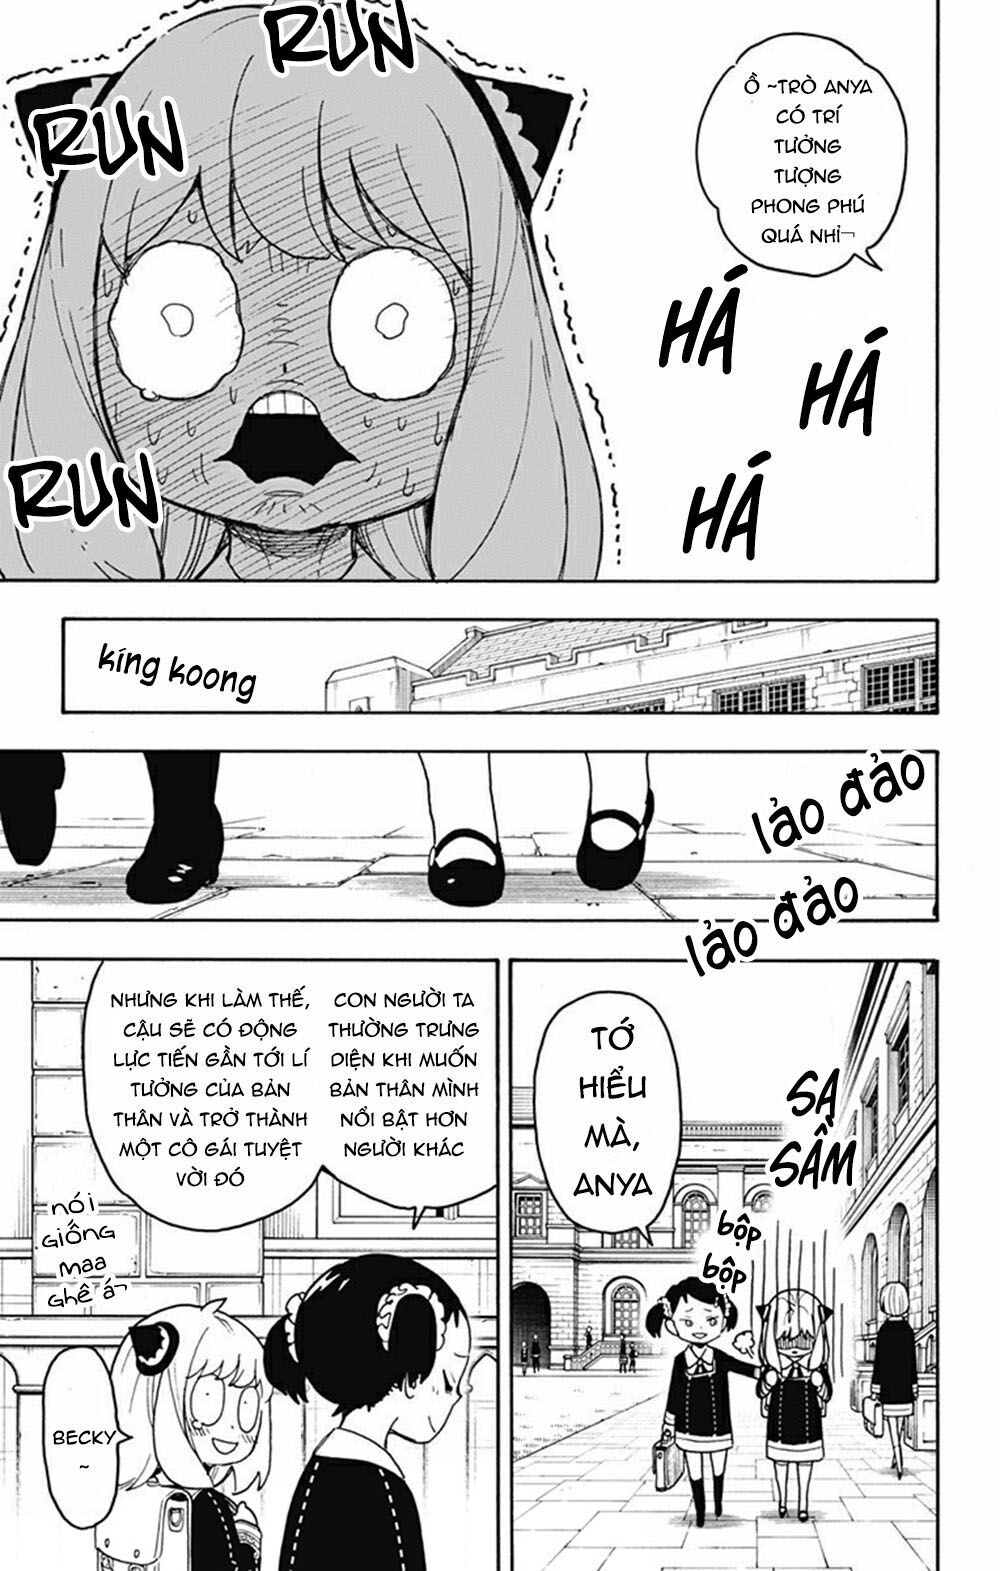 Ồ ~TRÒ ANYA
CÓ TRÍ
TƯỞNG
TƯỢNG
PHONG PHÚ
QUÁ NHỈ¬
RUN
RUN
RUN
HÁ
HÁ
HÁ
kíng koong
lảo đảo
lảo đảo
TỚ
HIỂU
MÀ,
ANYA
SẠ
SẦM
bộp
bộp
CON NGƯỜI TA
THƯỜNG TRƯNG
DIỆN KHI MUỐN
BẢN THÂN MÌNH
NỔI BẬT HƠN
NGƯỜI KHÁC
NHƯNG KHI LÀM THẾ,
CẬU SẼ CÓ ĐỘNG
LỰC TIẾN GẦN TỚI LÍ
TƯỞNG CỦA BẢN
THÂN VÀ TRỞ THÀNH
MỘT CÔ GÁI TUYỆT
VỜI ĐÓ
nói
giống
maa
ghê á¬
BECKY
~